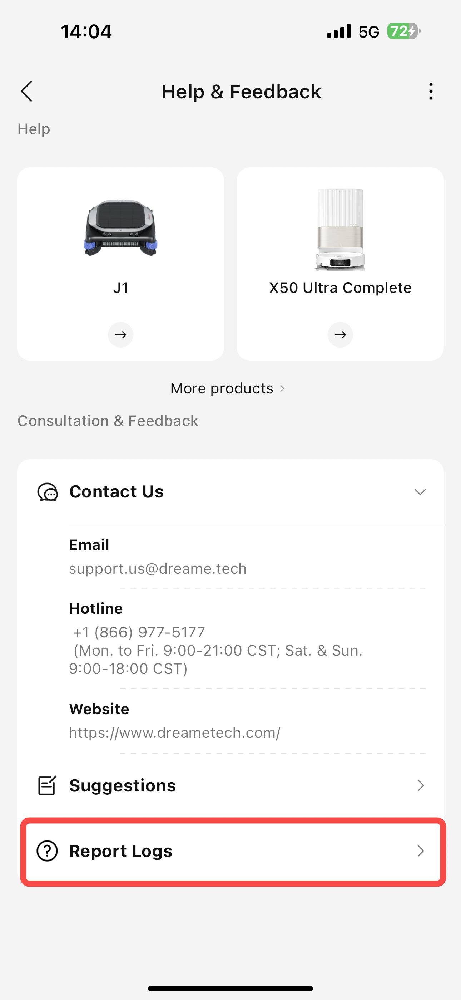 14:04
5G
72
Help & Feedback
Help
J1
X50 Ultra Complete
More products
Consultation & Feedback
Contact Us
Email
support.us@dreame.tech
Hotline
+1 (866) 977-5177
(Mon. to Fri. 9:00-21:00 CST; Sat. & Sun.
9:00-18:00 CST)
Website
https://www.dreametech.com/
Suggestions
Report Logs